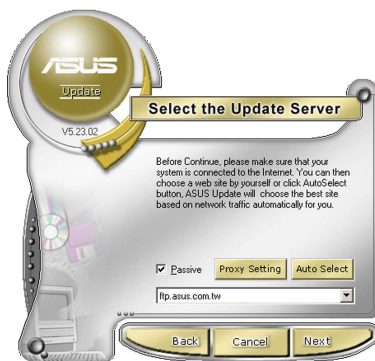 ASUS
Update
V5.23.02
Select the Update Server
Before Continue, please make sure that your
system is connected to the Internet. You can then
choose a web site by yourself or click AutoSelect
button, ASUS Update will choose the best site
based on network traffic automatically for you.
Passive
Proxy Setting
Auto Select
ftp.asus.com.tw
Back
Cancel
Next